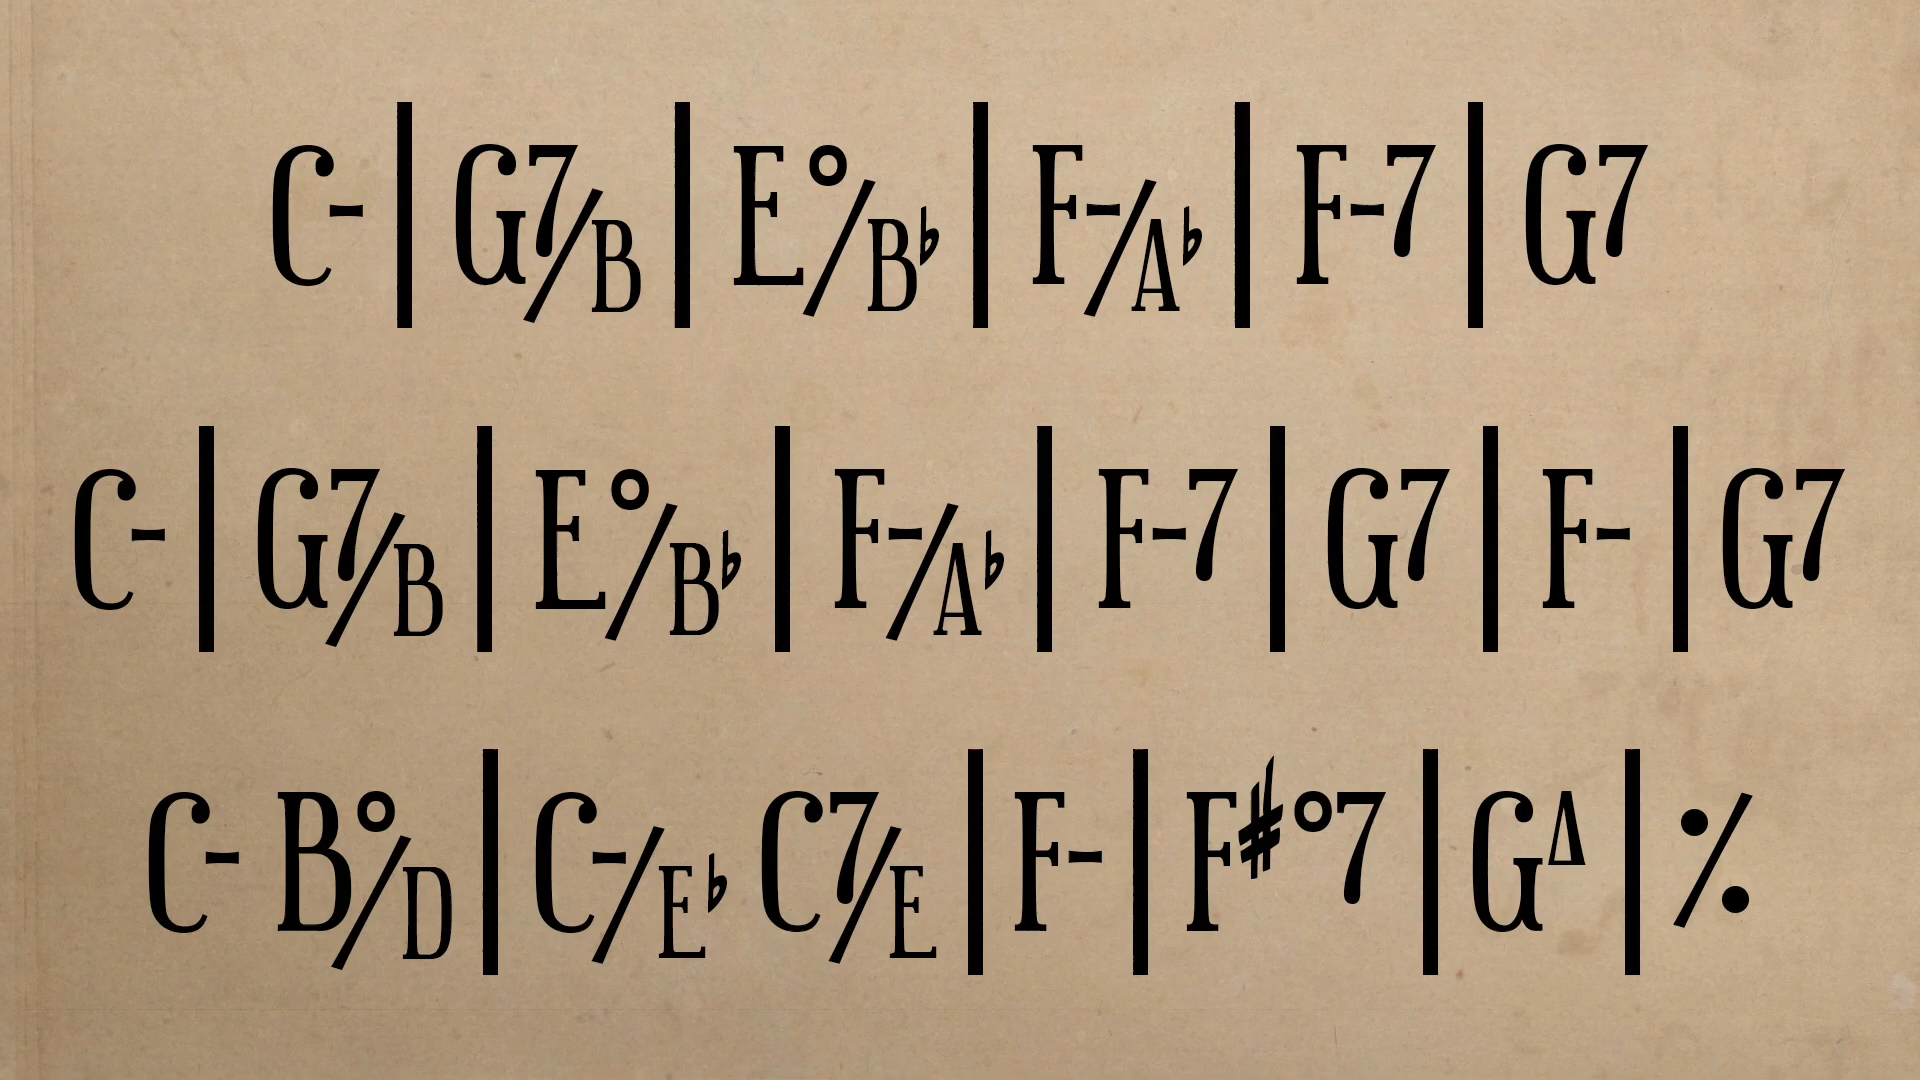 C- | G7/B | E°/B♭ | F-/A♭ | F-7 | G7
C- | G7/B | E°/B♭ | F-/A♭ | F-7 | G7 | F- | G7
C- B°/D | C-/E♭ C7/E | F- | F♯°7 | GΔ | 𝄎